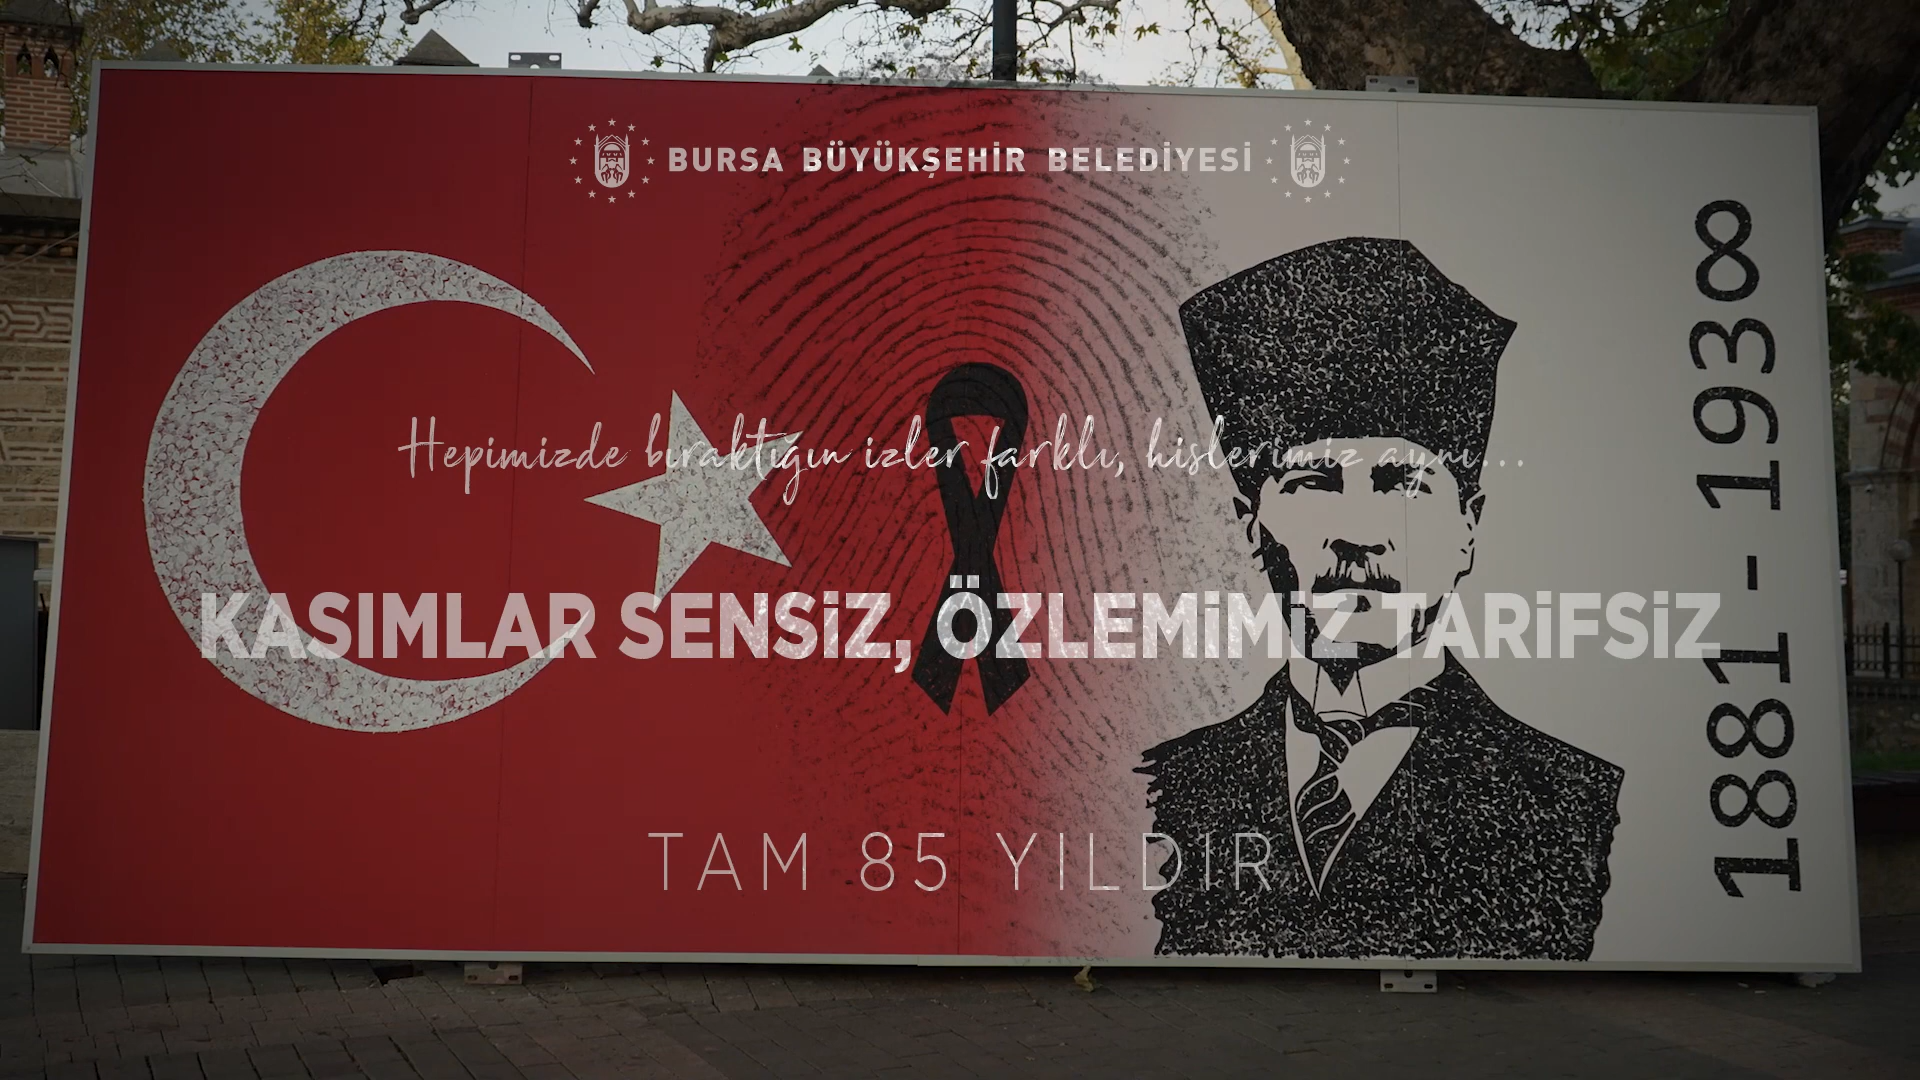 BURSA BÜYÜKŞEHİR BELEDİYESİ
Hepimizde bıraktığın izler farklı, hislerimiz aynı...
KASIMLAR SENSİZ, ÖZLEMİMİZ TARİFSİZ
TAM 85 YILDIR
1881 - 1938